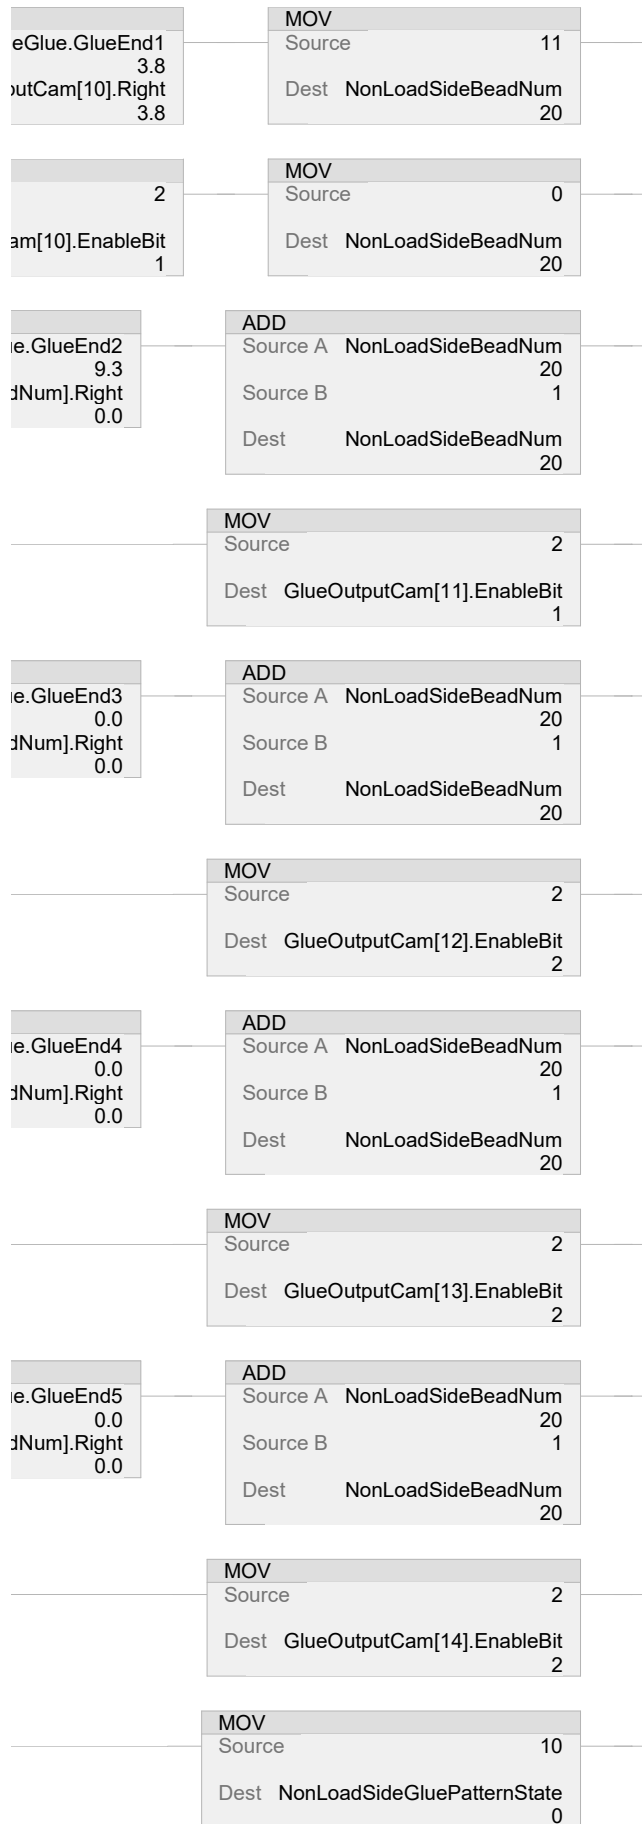 MOV
eGlue.GlueEnd1 Source 11
3.8
utCam[10].Right Dest NonLoadSideBeadNum
3.8 20
MOV
2 Source 0
am[10].EnableBit Dest NonLoadSideBeadNum
1 20
ADD
e.GlueEnd2 Source A NonLoadSideBeadNum
9.3 20
dNum].Right Source B 1
0.0
Dest NonLoadSideBeadNum
20
MOV
Source 2
Dest GlueOutputCam[11].EnableBit
1
ADD
e.GlueEnd3 Source A NonLoadSideBeadNum
0.0 20
dNum].Right Source B 1
0.0
Dest NonLoadSideBeadNum
20
MOV
Source 2
Dest GlueOutputCam[12].EnableBit
2
ADD
e.GlueEnd4 Source A NonLoadSideBeadNum
0.0 20
dNum].Right Source B 1
0.0
Dest NonLoadSideBeadNum
20
MOV
Source 2
Dest GlueOutputCam[13].EnableBit
2
ADD
e.GlueEnd5 Source A NonLoadSideBeadNum
0.0 20
dNum].Right Source B 1
0.0
Dest NonLoadSideBeadNum
20
MOV
Source 2
Dest GlueOutputCam[14].EnableBit
2
MOV
Source 10
Dest NonLoadSideGluePatternState
0